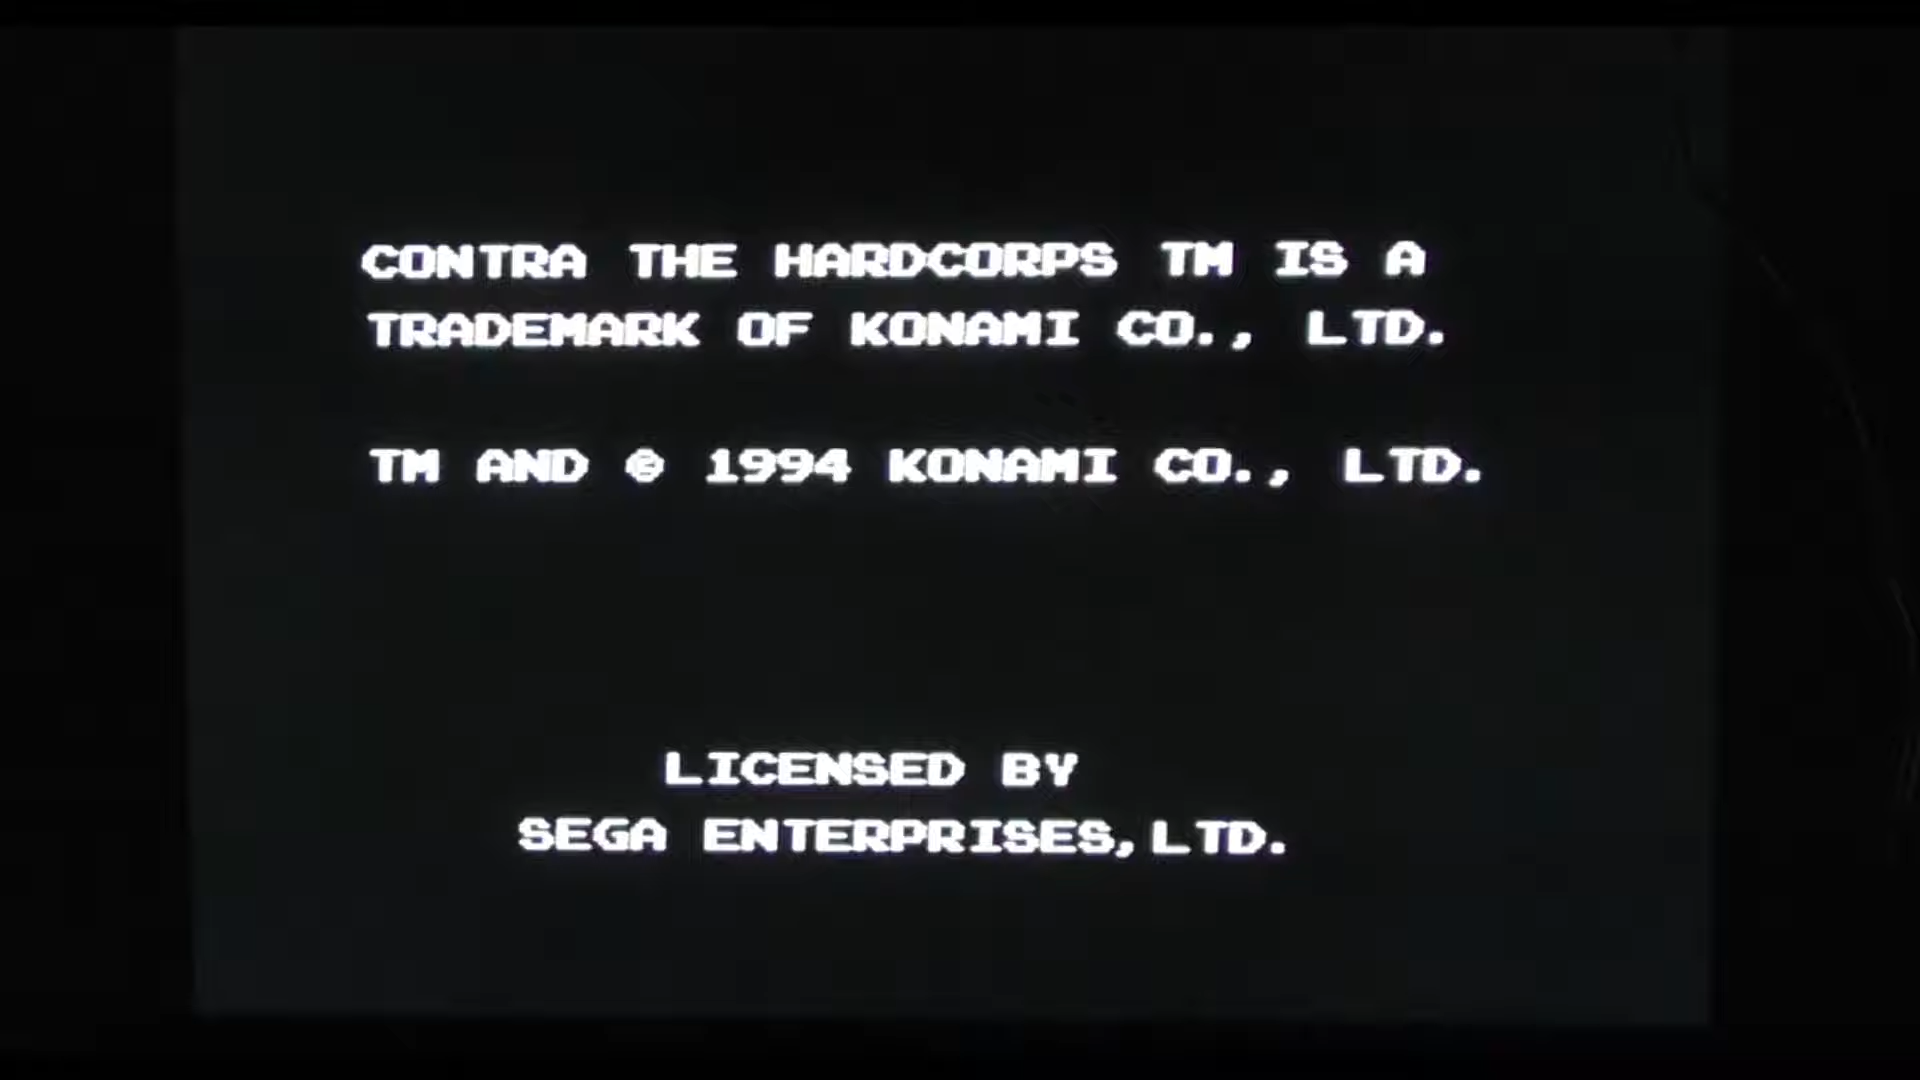 CONTRA THE HARDCORPS TM IS A
TRADEMARK OF KONAMI CO., LTD.
TM AND © 1994 KONAMI CO., LTD.
LICENSED BY
SEGA ENTERPRISES,LTD.